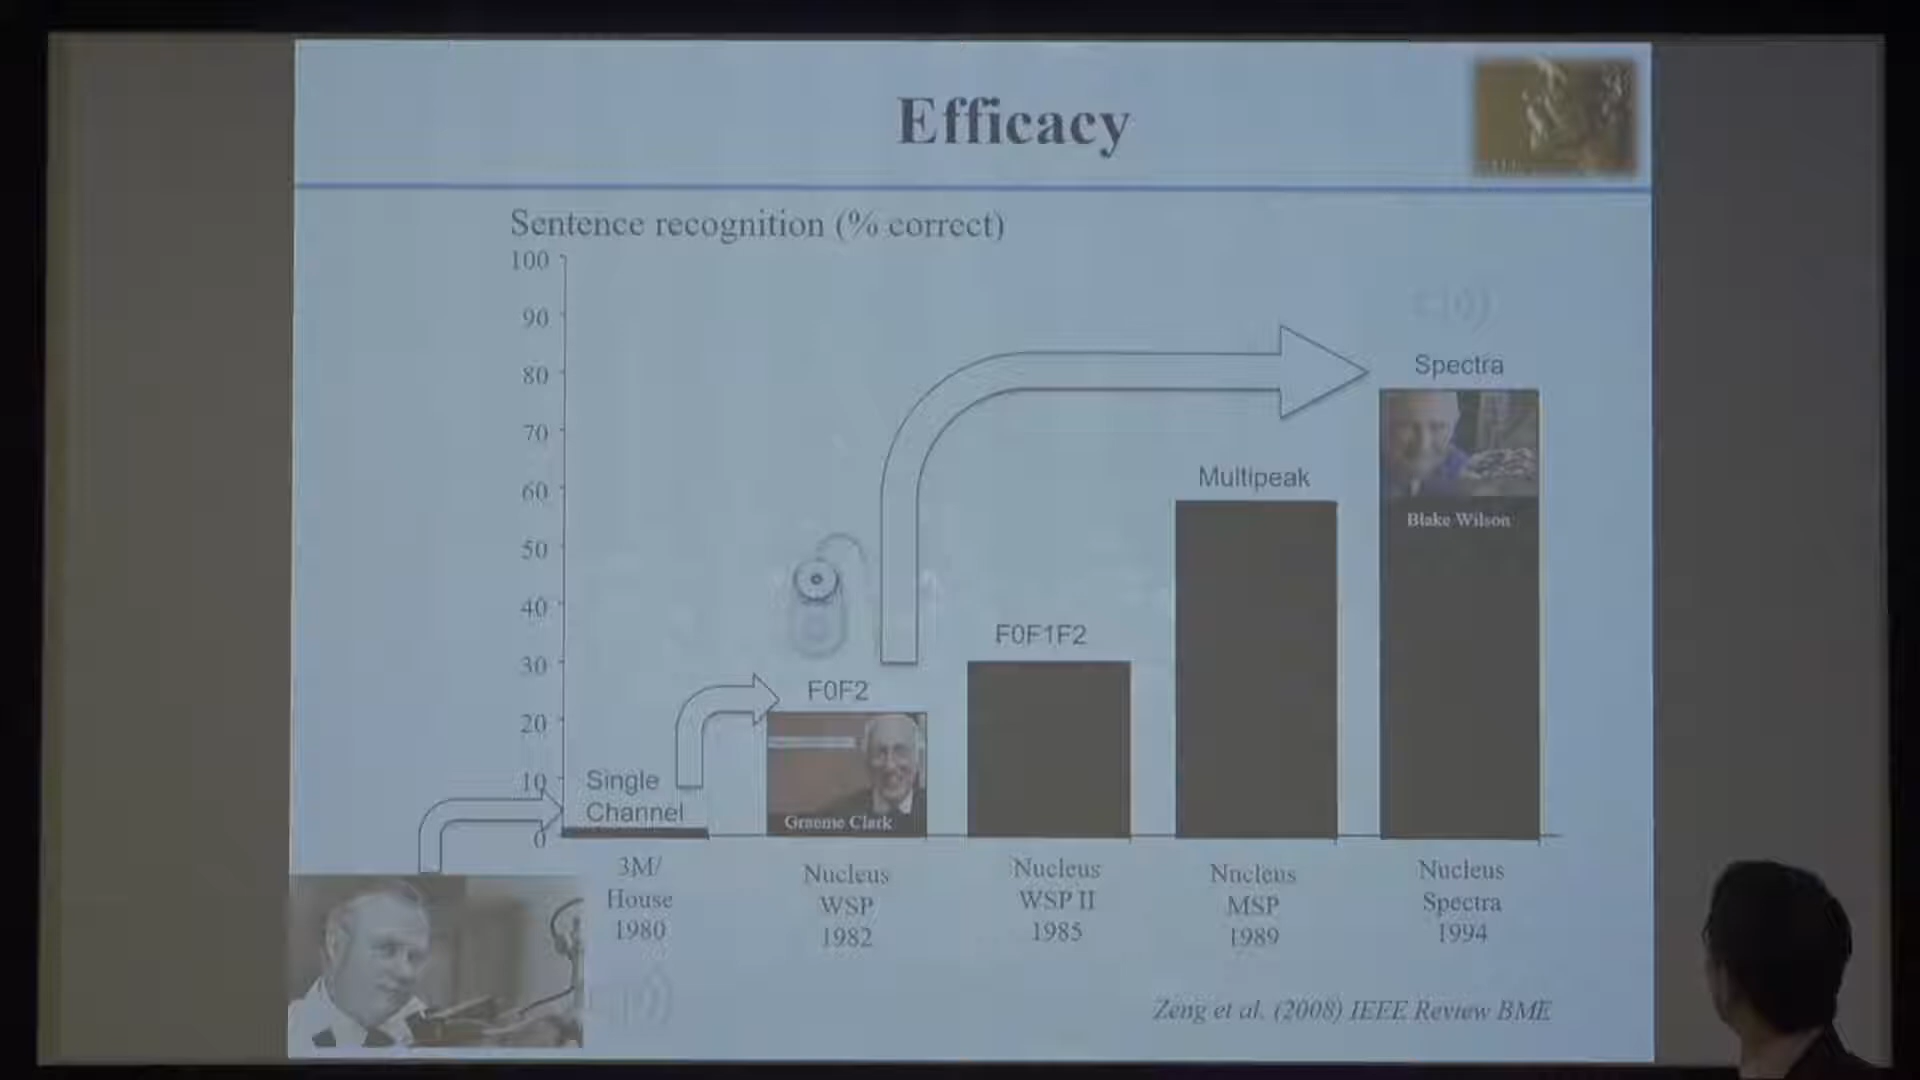 Efficacy
Sentence recognition (% correct)
100
90
80
70
60
50
40
30
20
10
0
Single
Channel
F0F2
F0F1F2
Multipeak
Spectra
Graeme Clark
Blake Wilson
3M/
House
1980
Nucleus
WSP
1982
Nucleus
WSP II
1985
Nucleus
MSP
1989
Nucleus
Spectra
1994
Zeng et al. (2008) IEEE Review BME